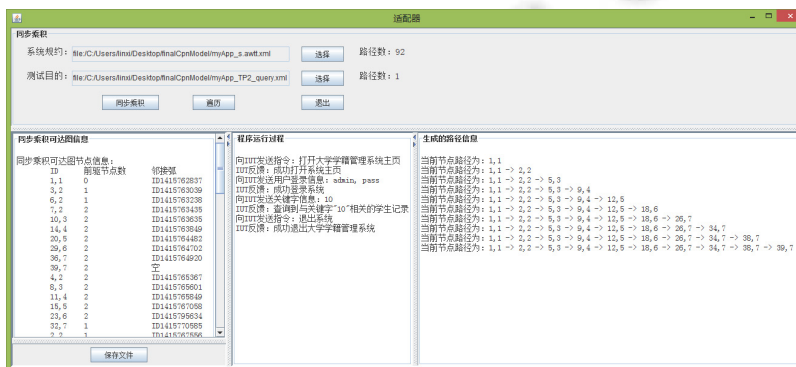 适配器
同步乘积
系统规约：file:/C:/Users/linxi/Desktop/finalCpnModel/myApp_s.awtt.xml 选择 路径数：92
测试目的：file:/C:/Users/linxi/Desktop/finalCpnModel/myApp_TP2_query.xml 选择 路径数：1
同步乘积 遍历 退出
同步乘积可达图信息
同步乘积可达图节点信息：
ID 前驱节点数 邻接弧
1,1 0 ID1415762837
3,2 1 ID1415763039
6,2 1 ID1415763238
7,2 2 ID1415763435
10,3 2 ID1415763635
14,4 2 ID1415763849
20,5 2 ID1415764482
29,6 2 ID1415764702
36,7 2 ID1415764920
39,7 2 空
4,2 2 ID1415765367
8,3 2 ID1415765601
11,4 2 ID1415765849
15,5 2 ID1415767058
23,6 2 ID1415795634
32,7 1 ID1415770585
2,2 1 ID1415767556
保存文件
程序运行过程
向IUT发送指令：打开大学学籍管理系统主页
IUT反馈：成功打开系统主页
向IUT发送用户登录信息：admin, pass
IUT反馈：成功登录系统
向IUT发送关键字信息：10
IUT反馈：查询到与关键字"10"相关的学生记录
向IUT发送指令：退出系统
IUT反馈：成功退出大学学籍管理系统
生成的路径信息
当前节点路径为：1,1
当前节点路径为：1,1 -> 2,2
当前节点路径为：1,1 -> 2,2 -> 5,3
当前节点路径为：1,1 -> 2,2 -> 5,3 -> 9,4
当前节点路径为：1,1 -> 2,2 -> 5,3 -> 9,4 -> 12,5
当前节点路径为：1,1 -> 2,2 -> 5,3 -> 9,4 -> 12,5 -> 18,6
当前节点路径为：1,1 -> 2,2 -> 5,3 -> 9,4 -> 12,5 -> 18,6 -> 26,7
当前节点路径为：1,1 -> 2,2 -> 5,3 -> 9,4 -> 12,5 -> 18,6 -> 26,7 -> 34,7
当前节点路径为：1,1 -> 2,2 -> 5,3 -> 9,4 -> 12,5 -> 18,6 -> 26,7 -> 34,7 -> 38,7
当前节点路径为：1,1 -> 2,2 -> 5,3 -> 9,4 -> 12,5 -> 18,6 -> 26,7 -> 34,7 -> 38,7 -> 39,7